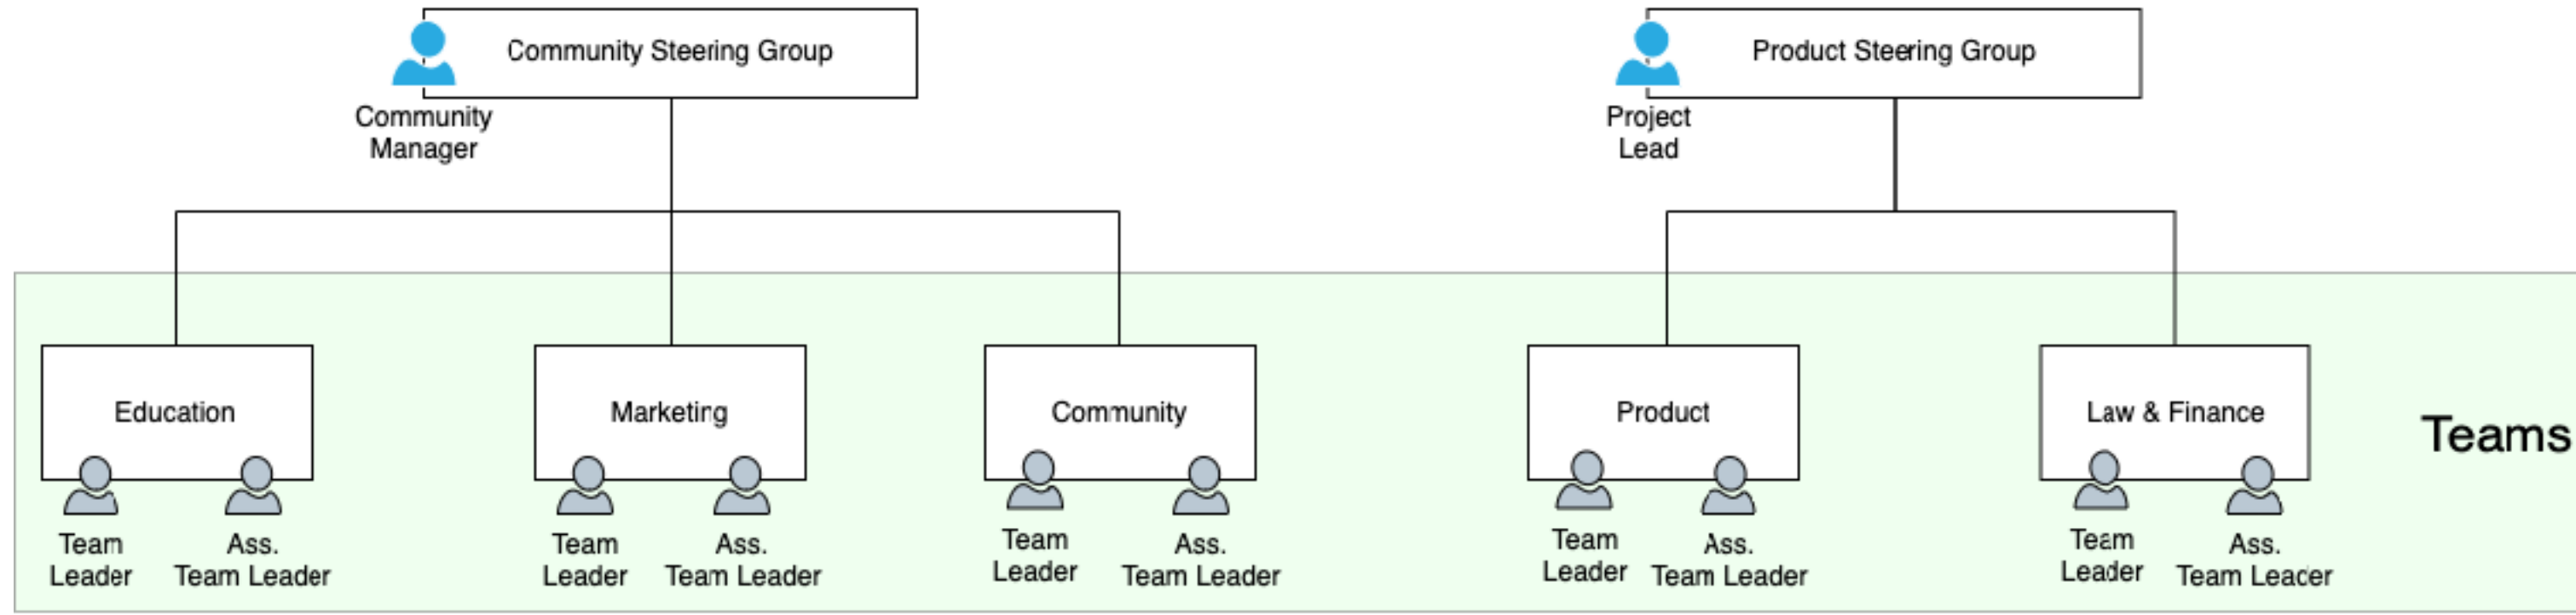 Community Steering Group
Product Steering Group
Community
Manager
Project
Lead
Education
Marketing
Community
Product
Law & Finance
Teams
Team
Leader
Ass.
Team Leader
Team
Leader
Ass.
Team Leader
Team
Leader
Ass.
Team Leader
Team
Leader
Ass.
Team Leader
Team
Leader
Ass.
Team Leader